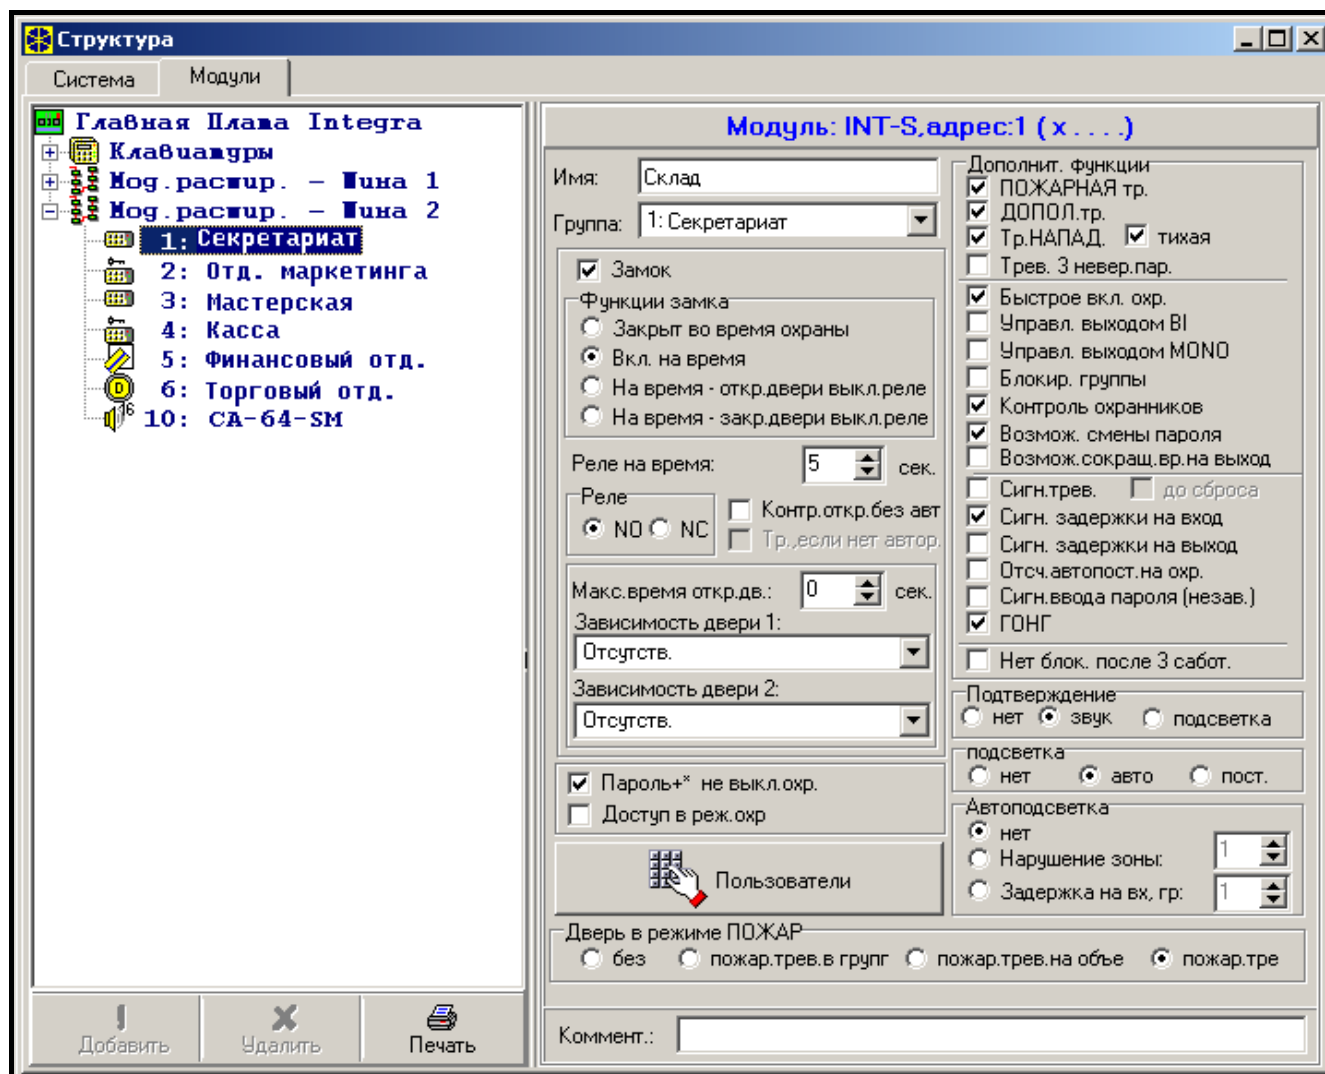 Структура
Система Модули
Главная Плата Integra
Клавиатуры
Мод.расшир. - Шина 1
Мод.расшир. - Шина 2
1: Секретариат
2: Отд. маркетинга
3: Мастерская
4: Касса
5: Финансовый отд.
6: Торговый отд.
10: CA-64-SM
Добавить Удалить Печать
Модуль: INT-S,адрес:1 ( x . . . .)
Имя: Склад
Группа: 1: Секретариат
Замок
Функции замка
Закрыт во время охраны
Вкл. на время
На время - откр.двери выкл.реле
На время - закр.двери выкл.реле
Реле на время: 5 сек.
Реле
NO NC
Контр.откр.без авт
Тр.,если нет автор.
Макс.время откр.дв.: 0 сек.
Зависимость двери 1:
Отсутств.
Зависимость двери 2:
Отсутств.
Пароль+* не выкл.охр.
Доступ в реж.охр
Пользователи
Дополнит. функции
ПОЖАРНАЯ тр.
ДОПОЛ.тр.
Тр.НАПАД. тихая
Трев. 3 невер.пар.
Быстрое вкл. охр.
Управл. выходом BI
Управл. выходом MONO
Блокир. группы
Контроль охранников
Возмож. смены пароля
Возмож.сокращ.вр.на выход
Сигн.трев. до сброса
Сигн. задержки на вход
Сигн. задержки на выход
Отсч.автопост.на охр.
Сигн.ввода пароля (незав.)
ГОНГ
Нет блок. после 3 сабот.
Подтверждение
нет звук подсветка
подсветка
нет авто пост.
Автоподсветка
нет
Нарушение зоны: 1
Задержка на вх, гр: 1
Дверь в режиме ПОЖАР
без пожар.трев.в групг пожар.трев.на объе пожар.тре
Коммент.: